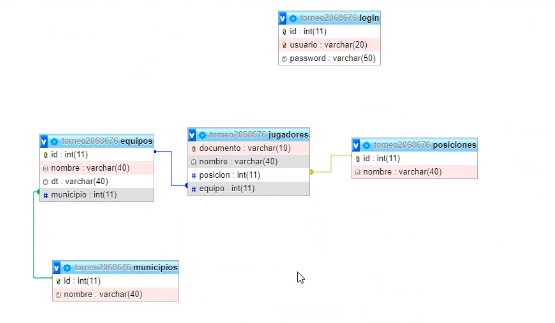 torneo2068676 login
id : int(11)
usuario : varchar(20)
password : varchar(50)
torneo2068676 equipos
id : int(11)
nombre : varchar(40)
dt : varchar(40)
municipio : int(11)
torneo2068676 jugadores
documento : varchar(10)
nombre : varchar(40)
posicion : int(11)
equipo : int(11)
torneo2068676 posiciones
id : int(11)
nombre : varchar(40)
torneo2068676 municipios
id : int(11)
nombre : varchar(40)